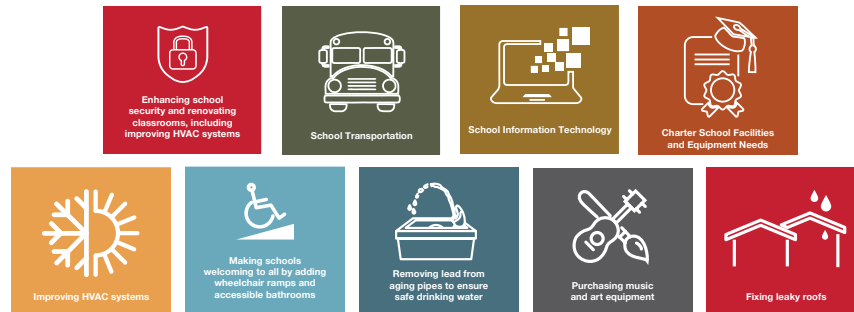 Enhancing school
security and renovating
classrooms, including
improving HVAC systems
School Transportation
School Information Technology
Charter School Facilities
and Equipment Needs
Improving HVAC systems
Making schools
welcoming to all by adding
wheelchair ramps and
accessible bathrooms
Removing lead from
aging pipes to ensure
safe drinking water
Purchasing music
and art equipment
Fixing leaky roofs